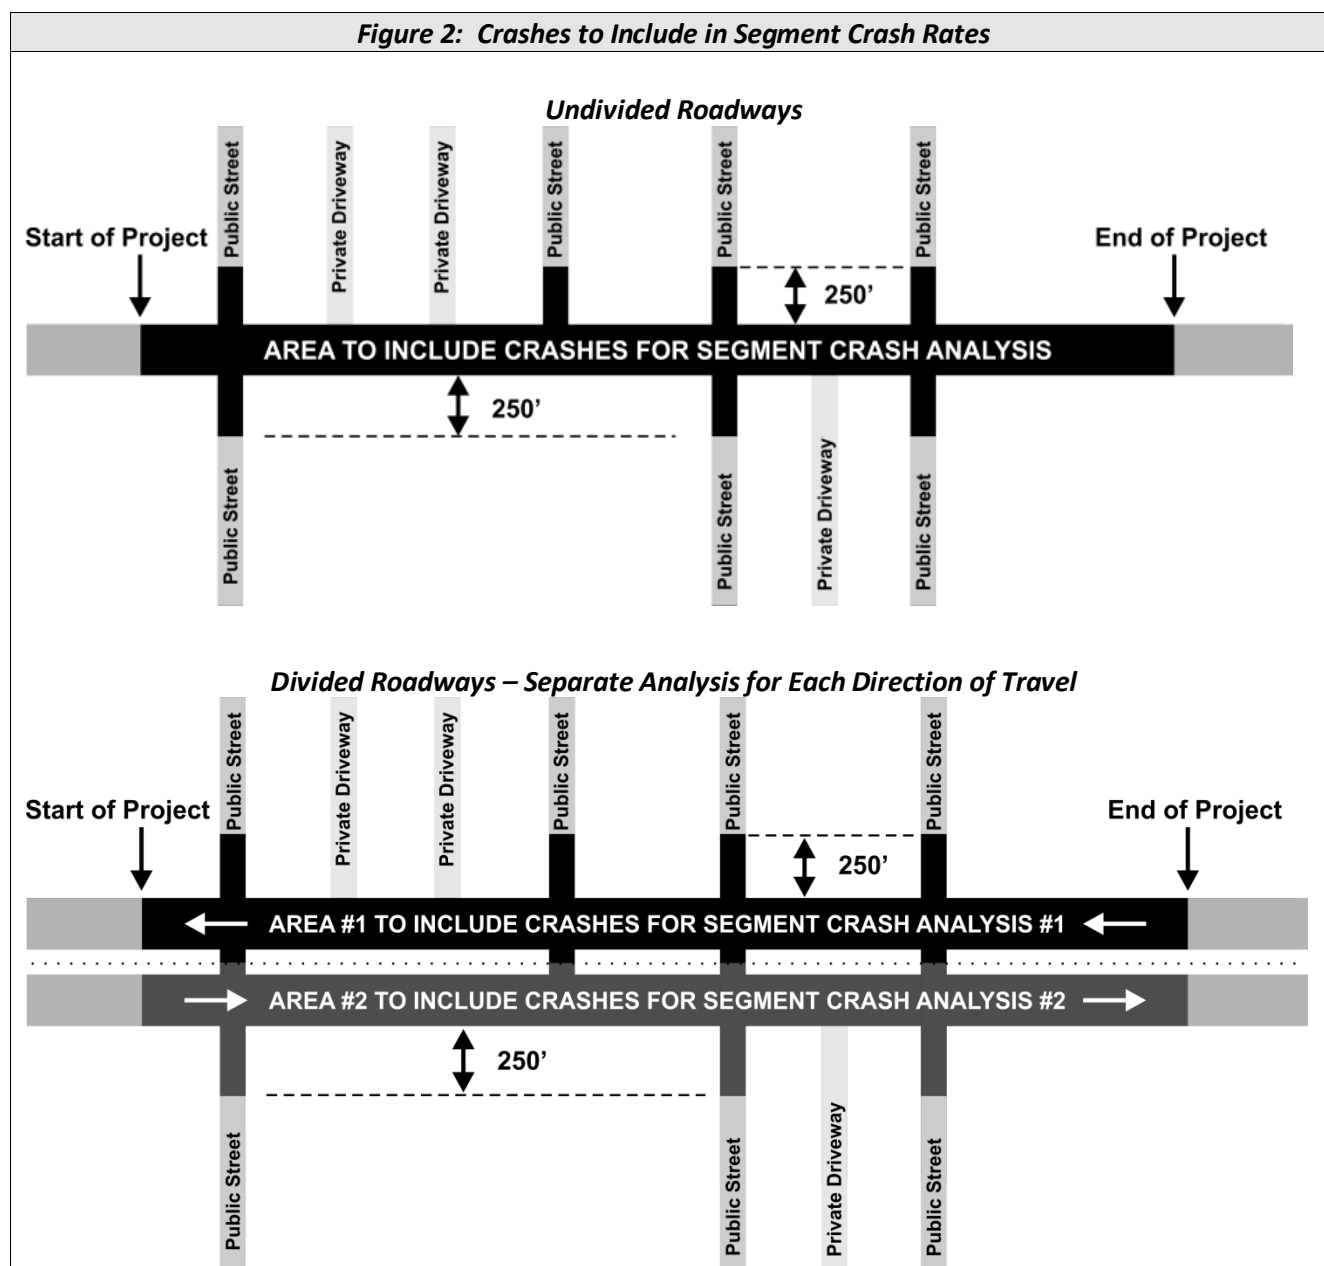 Figure 2:  Crashes to Include in Segment Crash Rates
Undivided Roadways
Public Street
Private Driveway
Private Driveway
Public Street
Public Street
Public Street
Start of Project
End of Project
250’
AREA TO INCLUDE CRASHES FOR SEGMENT CRASH ANALYSIS
250’
Public Street
Public Street
Private Driveway
Public Street
Divided Roadways – Separate Analysis for Each Direction of Travel
Public Street
Private Driveway
Private Driveway
Public Street
Public Street
Public Street
Start of Project
End of Project
250’
AREA #1 TO INCLUDE CRASHES FOR SEGMENT CRASH ANALYSIS #1
AREA #2 TO INCLUDE CRASHES FOR SEGMENT CRASH ANALYSIS #2
250’
Public Street
Public Street
Private Driveway
Public Street